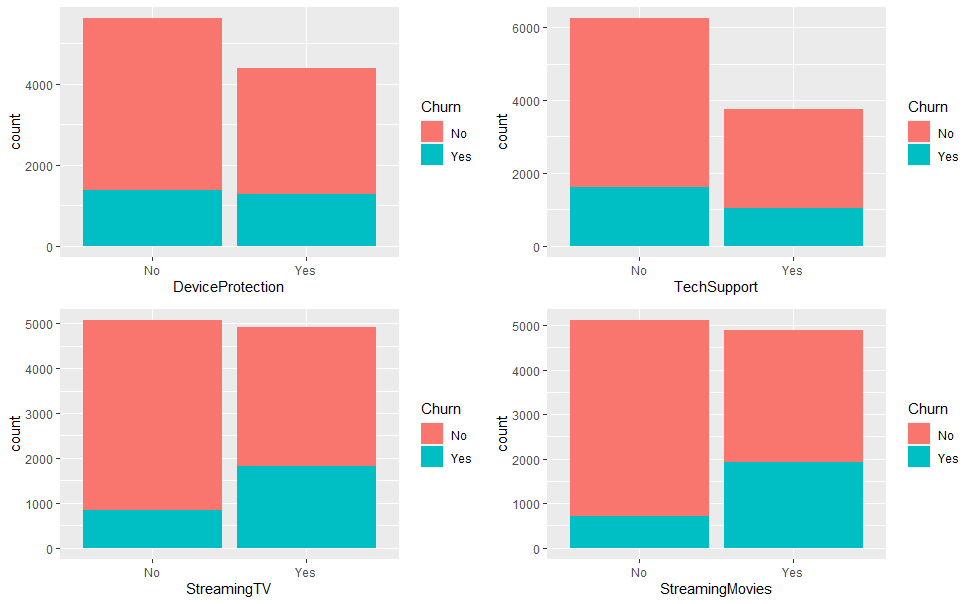 count
4000
2000
0
No
Yes
DeviceProtection
Churn
No
Yes
count
6000
4000
2000
0
No
Yes
TechSupport
Churn
No
Yes
count
5000
4000
3000
2000
1000
0
No
Yes
StreamingTV
Churn
No
Yes
count
5000
4000
3000
2000
1000
0
No
Yes
StreamingMovies
Churn
No
Yes